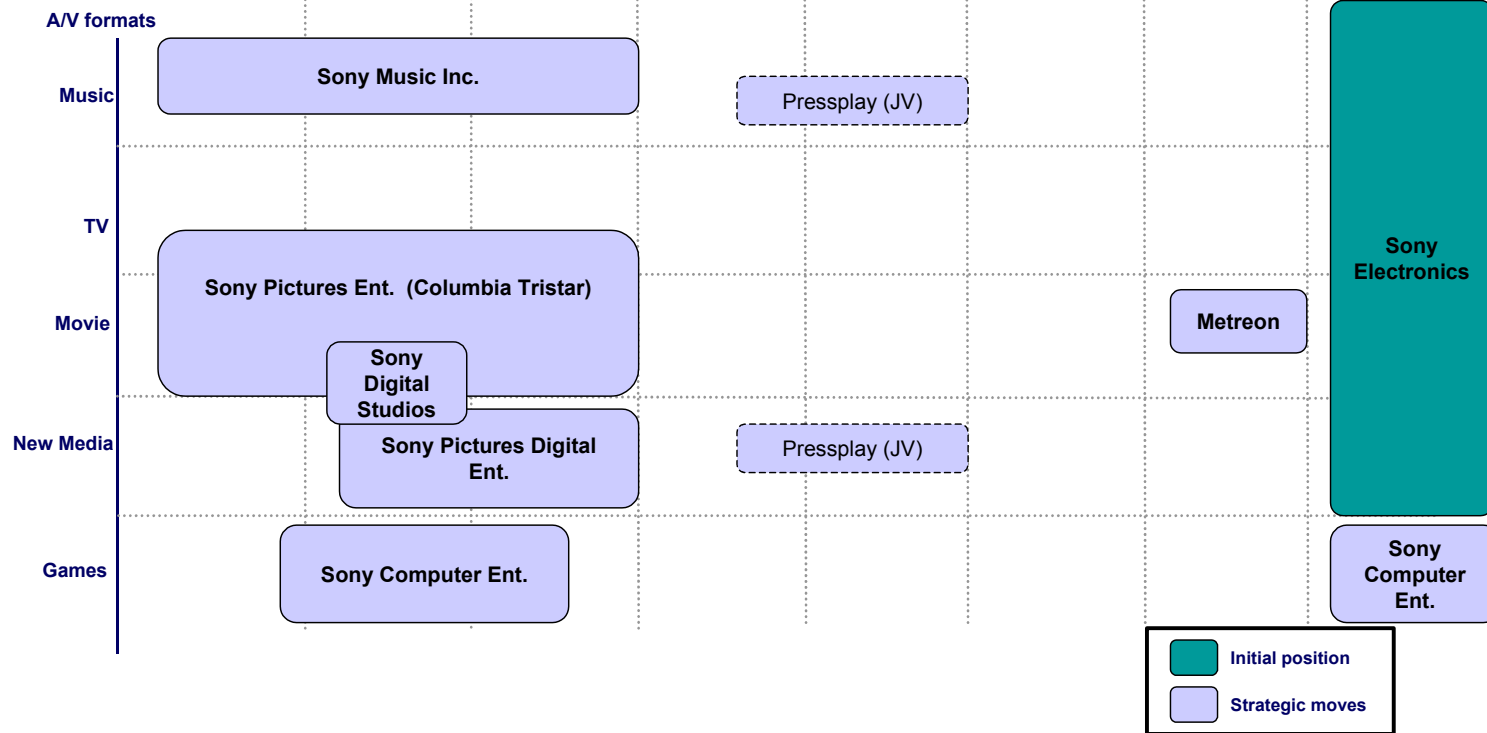 A/V formats
Music
Sony Music Inc.
Pressplay (JV)
TV
Sony
Electronics
Sony Pictures Ent.  (Columbia Tristar)
Movie
Metreon
Sony
Digital
Studios
New Media
Sony Pictures Digital
Ent.
Pressplay (JV)
Games
Sony Computer Ent.
Sony
Computer
Ent.
Initial position
Strategic moves